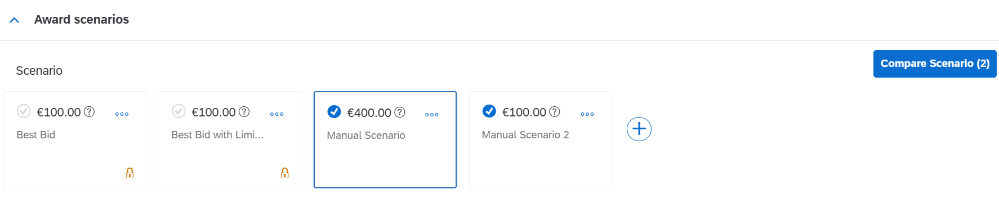 Award scenarios
Compare Scenario (2)
Scenario
€100.00 ?
Best Bid
€100.00 ?
Best Bid with Limi...
€400.00 ?
Manual Scenario
€100.00 ?
Manual Scenario 2